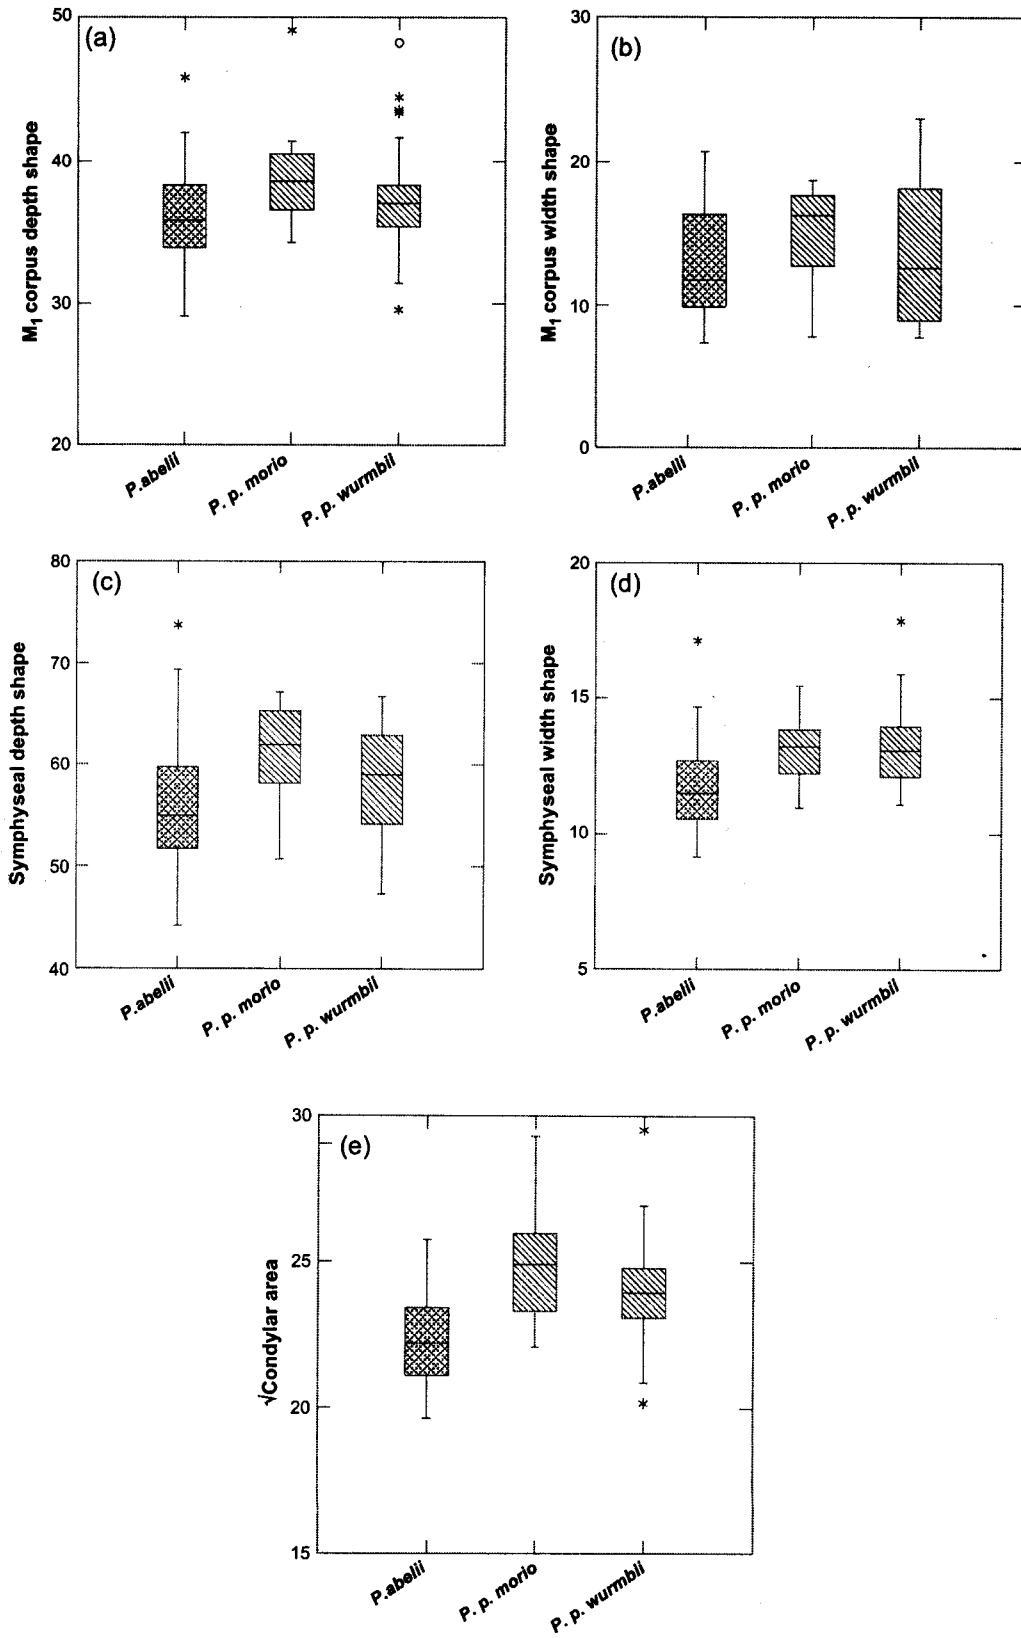 (a)
M1 corpus depth shape
50
40
30
20
P.abelii
P. p. morio
P. p. wurmbii
(b)
M1 corpus width shape
30
20
10
0
P.abelii
P. p. morio
P. p. wurmbii
(c)
Symphyseal depth shape
80
70
60
50
40
P.abelii
P. p. morio
P. p. wurmbii
(d)
Symphyseal width shape
20
15
10
5
P.abelii
P. p. morio
P. p. wurmbii
(e)
√Condylar area
30
25
20
15
P.abelii
P. p. morio
P. p. wurmbii